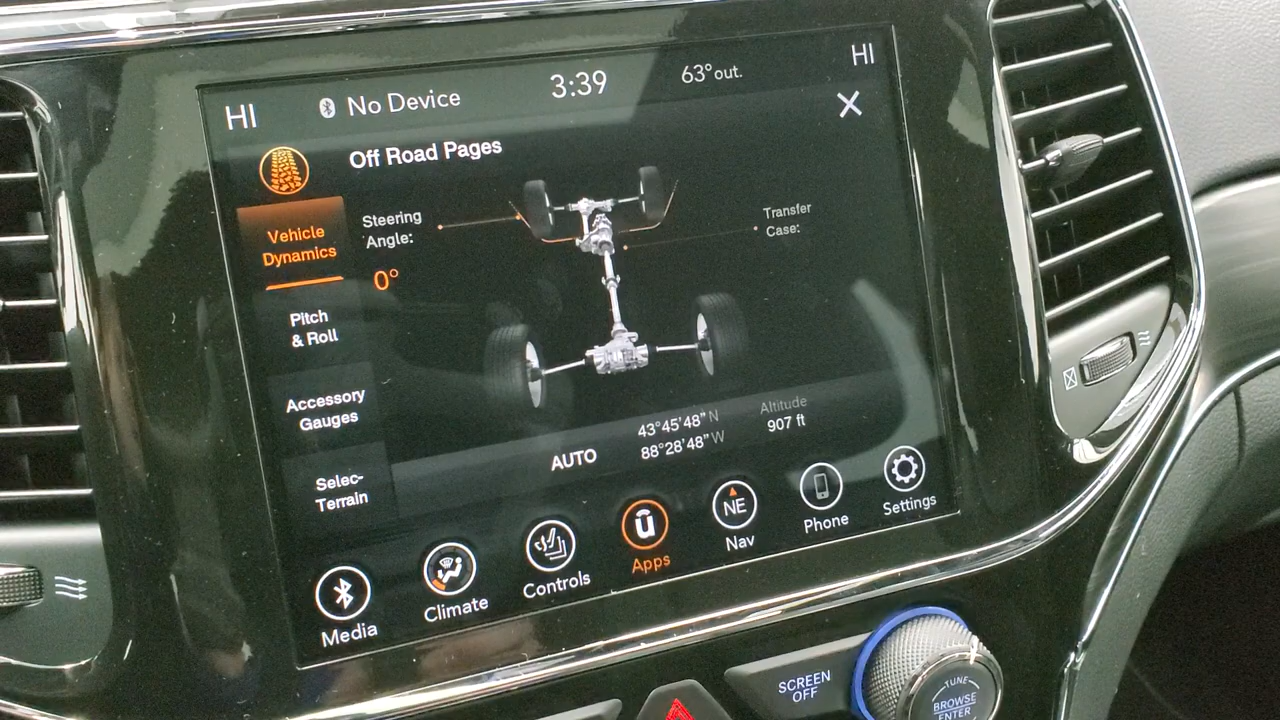 HI
No Device
3:39
63° out.
HI
Off Road Pages
Vehicle
Dynamics
Steering
Angle:
0°
Transfer
Case:
Pitch
& Roll
Accessory
Gauges
Selec-
Terrain
AUTO
43°45'48" N
88°28'48" W
Altitude
907 ft
Media
Climate
Controls
Apps
NE
Nav
Phone
Settings
SCREEN
OFF
TUNE
BROWSE
ENTER